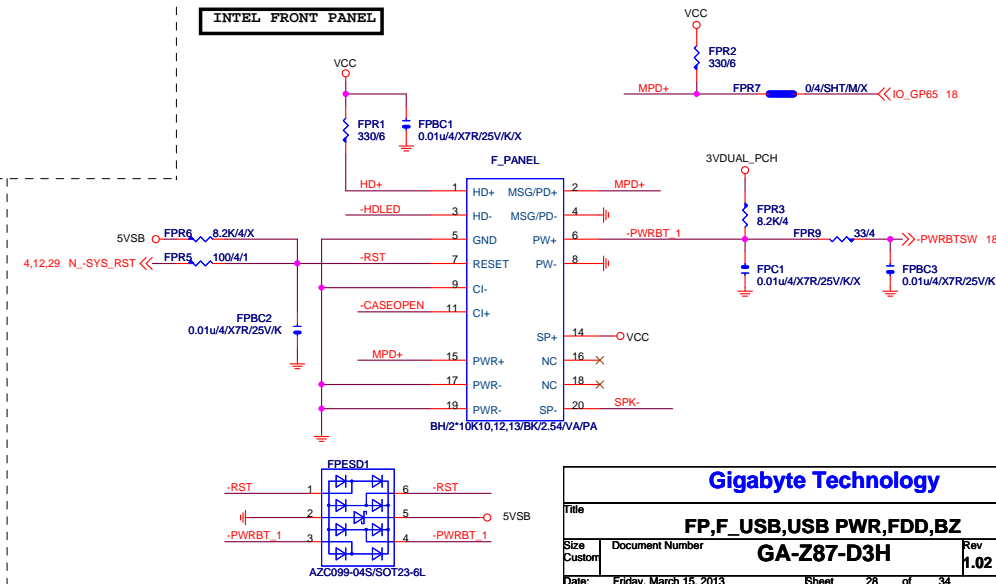 INTEL FRONT PANEL
VCC
FPR2
330/6
MPD+
FPR7
0/4/SHT/M/X
IO_GP65 18
VCC
FPR1
330/6
FPBC1
0.01u/4/X7R/25V/K/X
F_PANEL
HD+
1
HD+
MSG/PD+
2
MPD+
-HDLED
3
HD-
MSG/PD-
4
3VDUAL_PCH
FPR3
8.2K/4
5VSB
FPR6
8.2K/4/X
5
GND
PW+
6
-PWRBT_1
FPR9
33/4
-PWRBTSW 18
4,12,29 N_-SYS_RST
FPR5
100/4/1
-RST
7
RESET
PW-
8
9
CI-
FPC1
0.01u/4/X7R/25V/K/X
FPBC3
0.01u/4/X7R/25V/K
-CASEOPEN
11
CI+
FPBC2
0.01u/4/X7R/25V/K
SP+
14
VCC
MPD+
15
PWR+
NC
16
17
PWR-
NC
18
19
PWR-
SP-
20
SPK-
BH/2*10K10,12,13/BK/2.54/VA/PA
FPESD1
-RST
1
6
-RST
2
5
5VSB
-PWRBT_1
3
4
-PWRBT_1
AZC099-04S/SOT23-6L
Gigabyte Technology
Title
FP,F_USB,USB PWR,FDD,BZ
Size
Custom
Document Number
GA-Z87-D3H
Rev
1.02
Date: Friday, March 15, 2013 Sheet 28 of 34